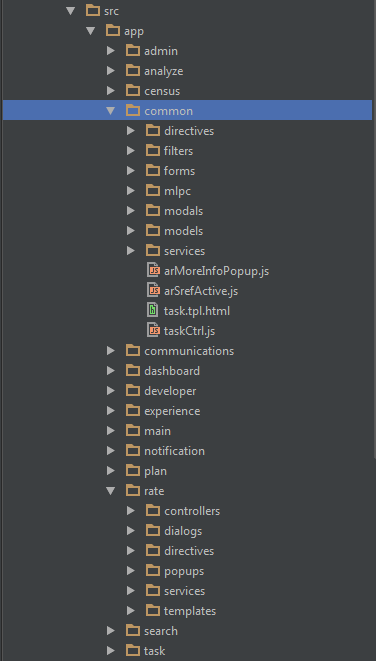 src
app
admin
analyze
census
common
directives
filters
forms
mlpc
modals
models
services
arMoreInfoPopup.js
arSrefActive.js
task.tpl.html
taskCtrl.js
communications
dashboard
developer
experience
main
notification
plan
rate
controllers
dialogs
directives
popups
services
templates
search
task